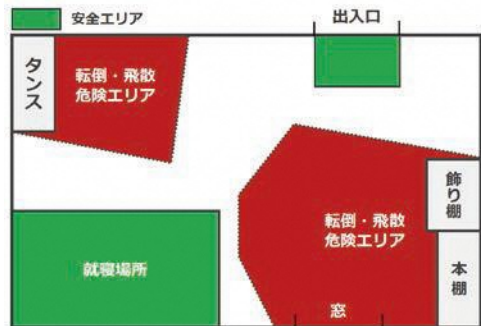 安全エリア
出入口
タンス
転倒・飛散
危険エリア
飾り棚
転倒・飛散
危険エリア
本棚
就寝場所
窓